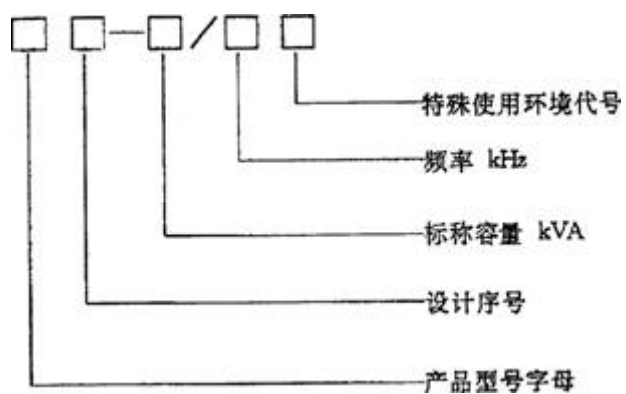 □ □—□/□ □
特殊使用环境代号
频率 kHz
标称容量 kVA
设计序号
产品型号字母